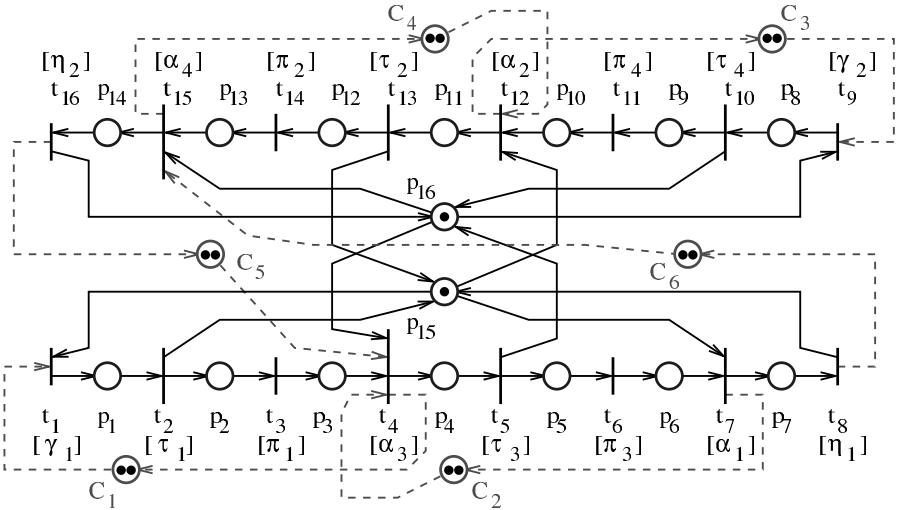 C₄ C₃
[η₂] [α₄] [π₂] [τ₂] [α₂] [π₄] [τ₄] [γ₂]
t₁₆ p₁₄ t₁₅ p₁₃ t₁₄ p₁₂ t₁₃ p₁₁ t₁₂ p₁₀ t₁₁ p₉ t₁₀ p₈ t₉
p₁₆
C₅ C₆
p₁₅
t₁ p₁ t₂ p₂ t₃ p₃ t₄ p₄ t₅ p₅ t₆ p₆ t₇ p₇ t₈
[γ₁] [τ₁] [π₁] [α₃] [τ₃] [π₃] [α₁] [η₁]
C₁ C₂